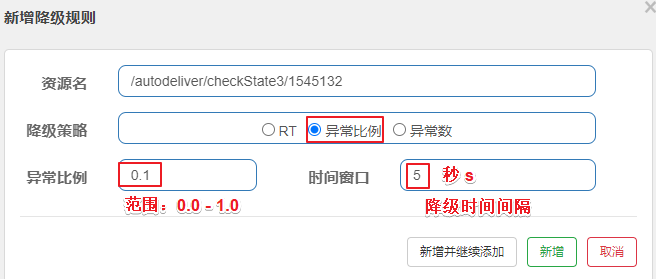 新增降级规则
资源名 /autodeliver/checkState3/1545132
降级策略 RT 异常比例 异常数
异常比例 0.1 时间窗口 5 秒 s
范围：0.0 - 1.0 降级时间间隔
新增并继续添加 新增 取消